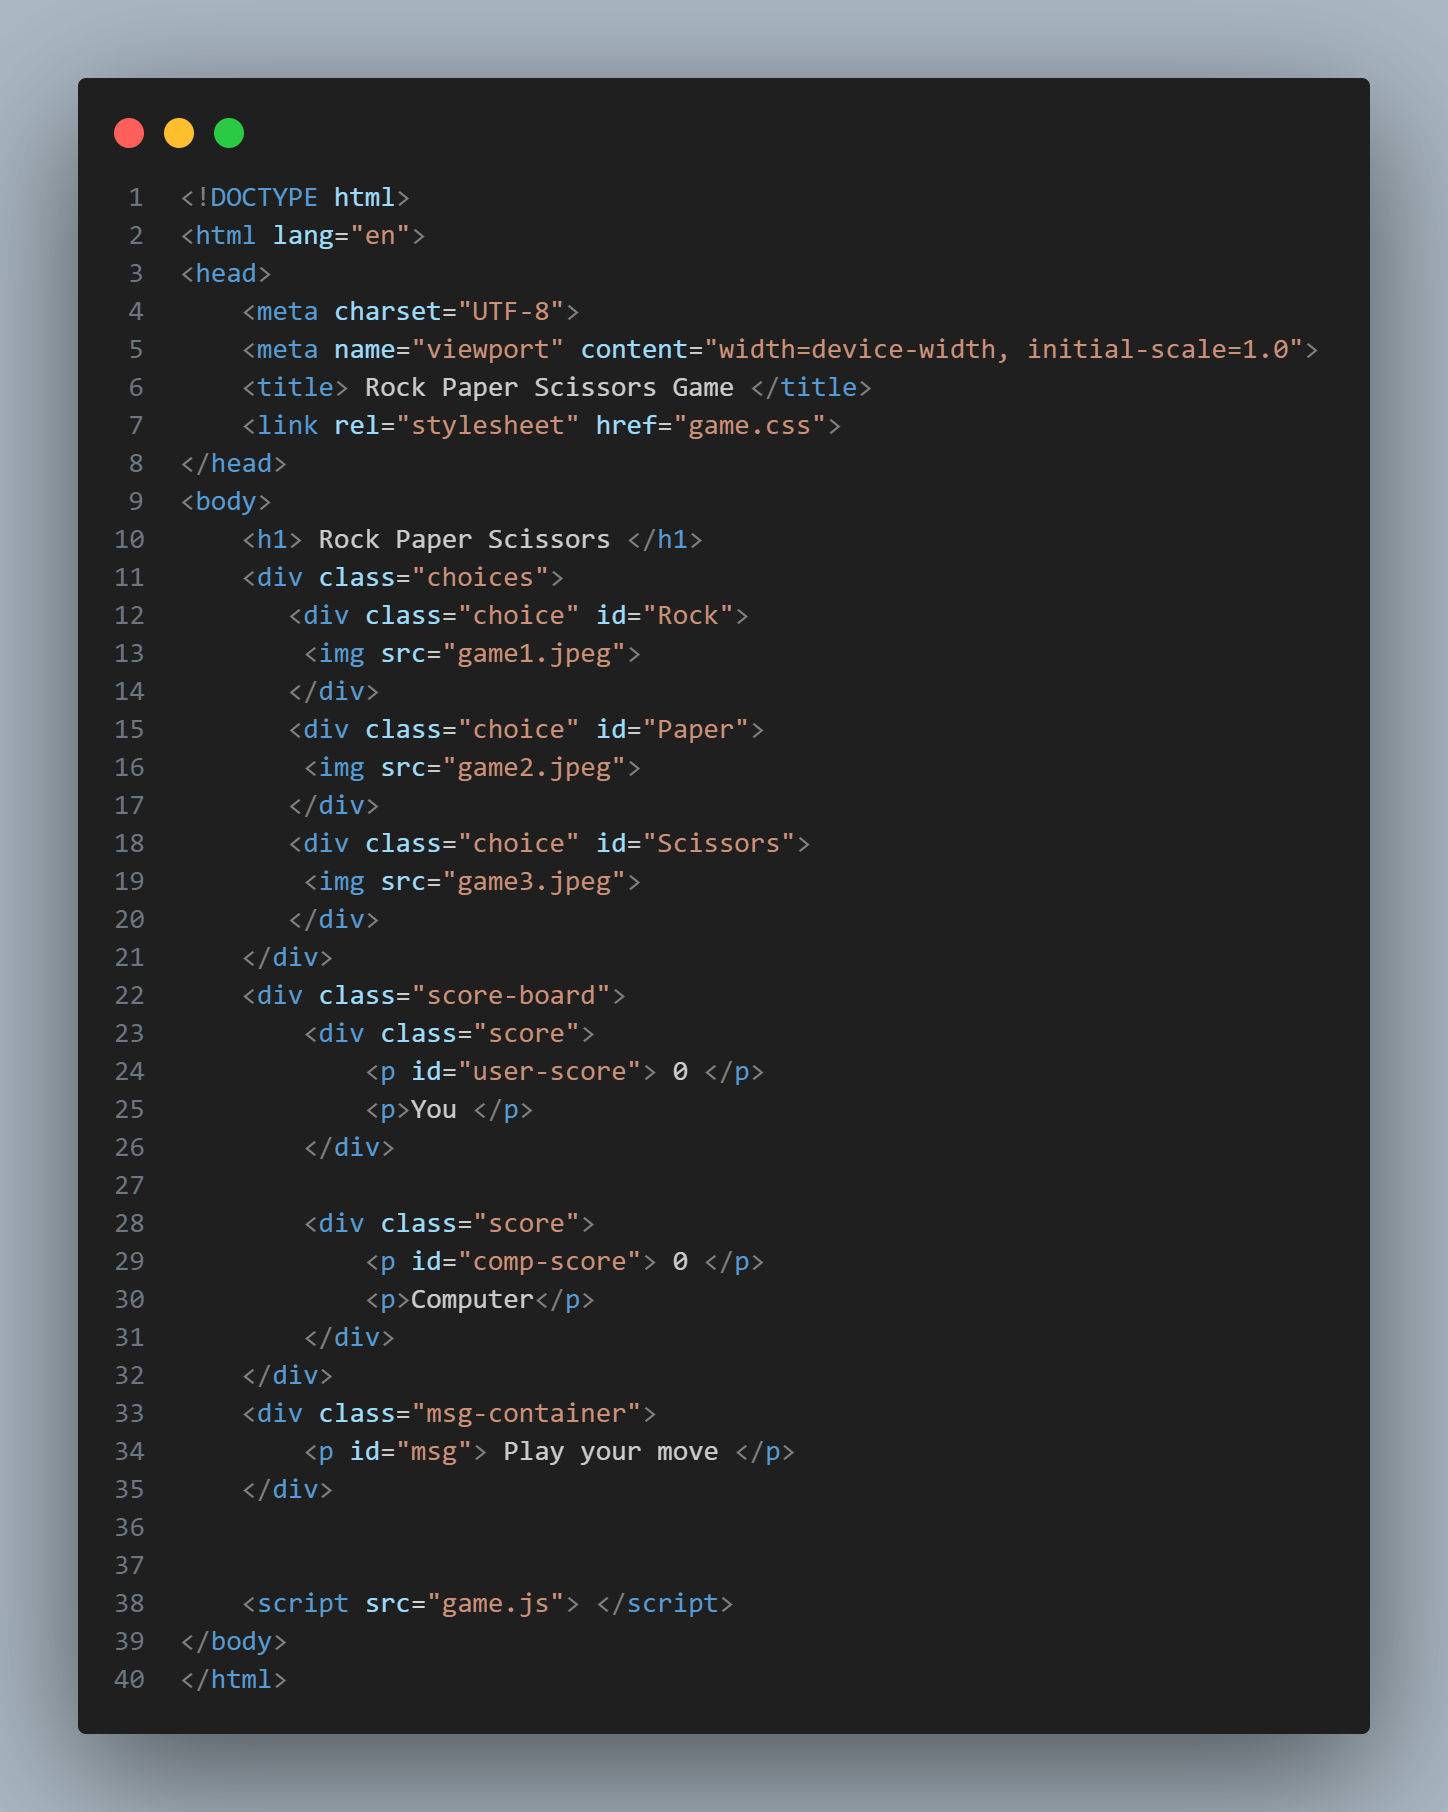 1 <!DOCTYPE html>
2 <html lang="en">
3 <head>
4     <meta charset="UTF-8">
5     <meta name="viewport" content="width=device-width, initial-scale=1.0">
6     <title> Rock Paper Scissors Game </title>
7     <link rel="stylesheet" href="game.css">
8 </head>
9 <body>
10     <h1> Rock Paper Scissors </h1>
11     <div class="choices">
12        <div class="choice" id="Rock">
13         <img src="game1.jpeg">
14        </div>
15        <div class="choice" id="Paper">
16         <img src="game2.jpeg">
17        </div>
18        <div class="choice" id="Scissors">
19         <img src="game3.jpeg">
20        </div>
21     </div>
22     <div class="score-board">
23         <div class="score">
24             <p id="user-score"> 0 </p>
25             <p>You </p>
26         </div>
27
28         <div class="score">
29             <p id="comp-score"> 0 </p>
30             <p>Computer</p>
31         </div>
32     </div>
33     <div class="msg-container">
34         <p id="msg"> Play your move </p>
35     </div>
36
37
38     <script src="game.js"> </script>
39 </body>
40 </html>